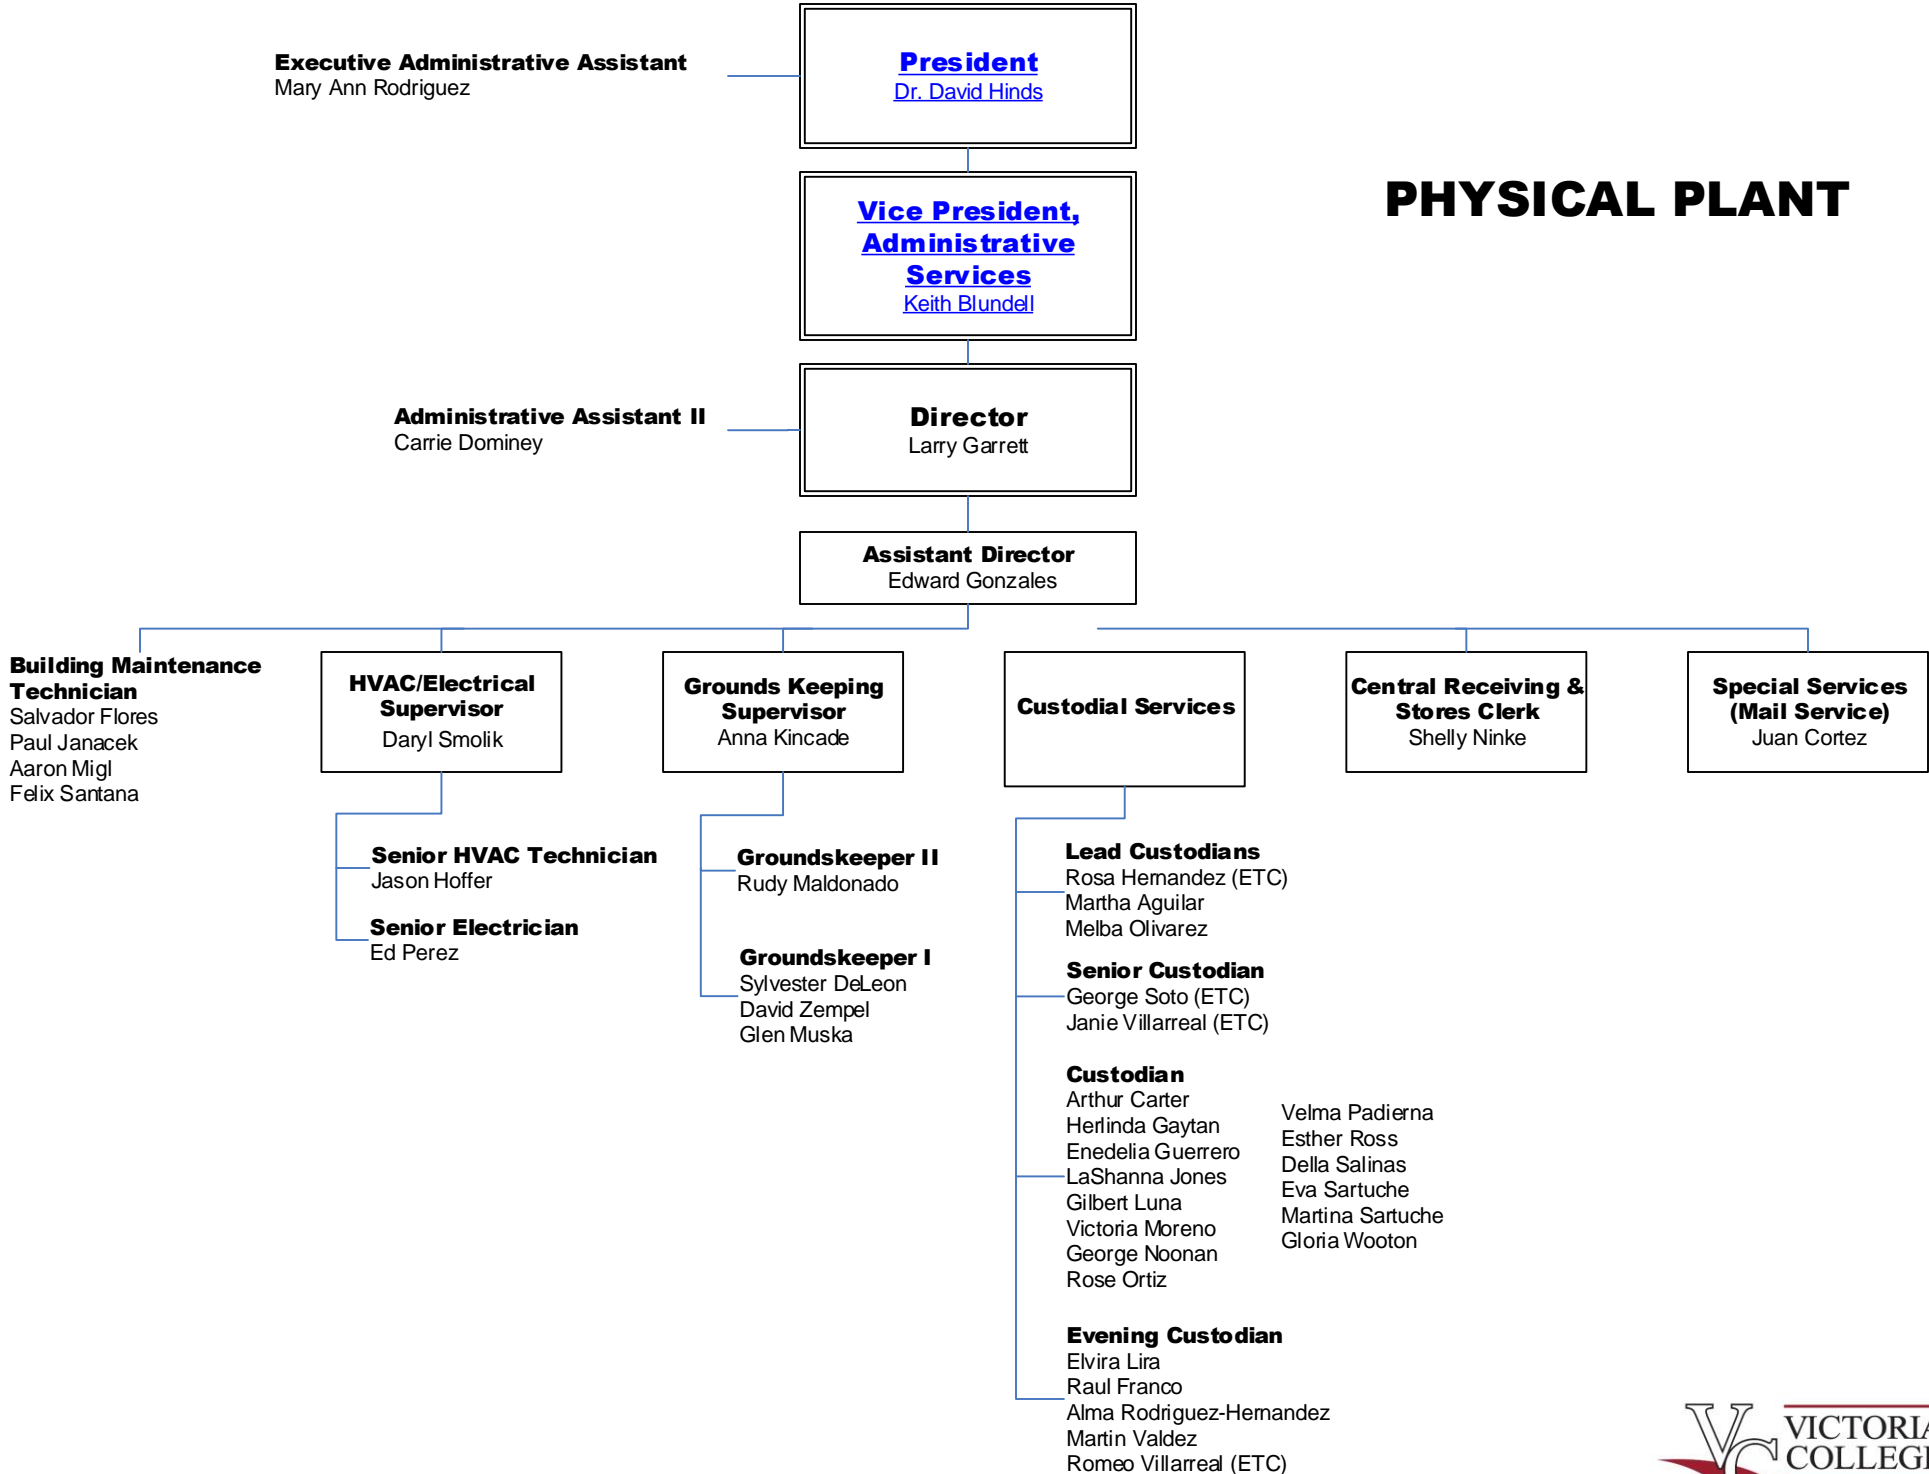 Executive Administrative Assistant
Mary Ann Rodriguez
President
Dr. David Hinds
PHYSICAL PLANT
Vice President,
Administrative
Services
Keith Blundell
Administrative Assistant II
Carrie Dominey
Director
Larry Garrett
Assistant Director
Edward Gonzales
Building Maintenance
Technician
Salvador Flores
Paul Janacek
Aaron Migl
Felix Santana
HVAC/Electrical
Supervisor
Daryl Smolik
Grounds Keeping
Supervisor
Anna Kincade
Custodial Services
Central Receiving &
Stores Clerk
Shelly Ninke
Special Services
(Mail Service)
Juan Cortez
Senior HVAC Technician
Jason Hoffer
Senior Electrician
Ed Perez
Groundskeeper II
Rudy Maldonado
Groundskeeper I
Sylvester DeLeon
David Zempel
Glen Muska
Lead Custodians
Rosa Hernandez (ETC)
Martha Aguilar
Melba Olivarez
Senior Custodian
George Soto (ETC)
Janie Villarreal (ETC)
Custodian
Arthur Carter
Herlinda Gaytan
Enedelia Guerrero
LaShanna Jones
Gilbert Luna
Victoria Moreno
George Noonan
Rose Ortiz
Velma Padierna
Esther Ross
Della Salinas
Eva Sartuche
Martina Sartuche
Gloria Wooton
Evening Custodian
Elvira Lira
Raul Franco
Alma Rodriguez-Hernandez
Martin Valdez
Romeo Villarreal (ETC)
VC
VICTORIA
COLLEGE